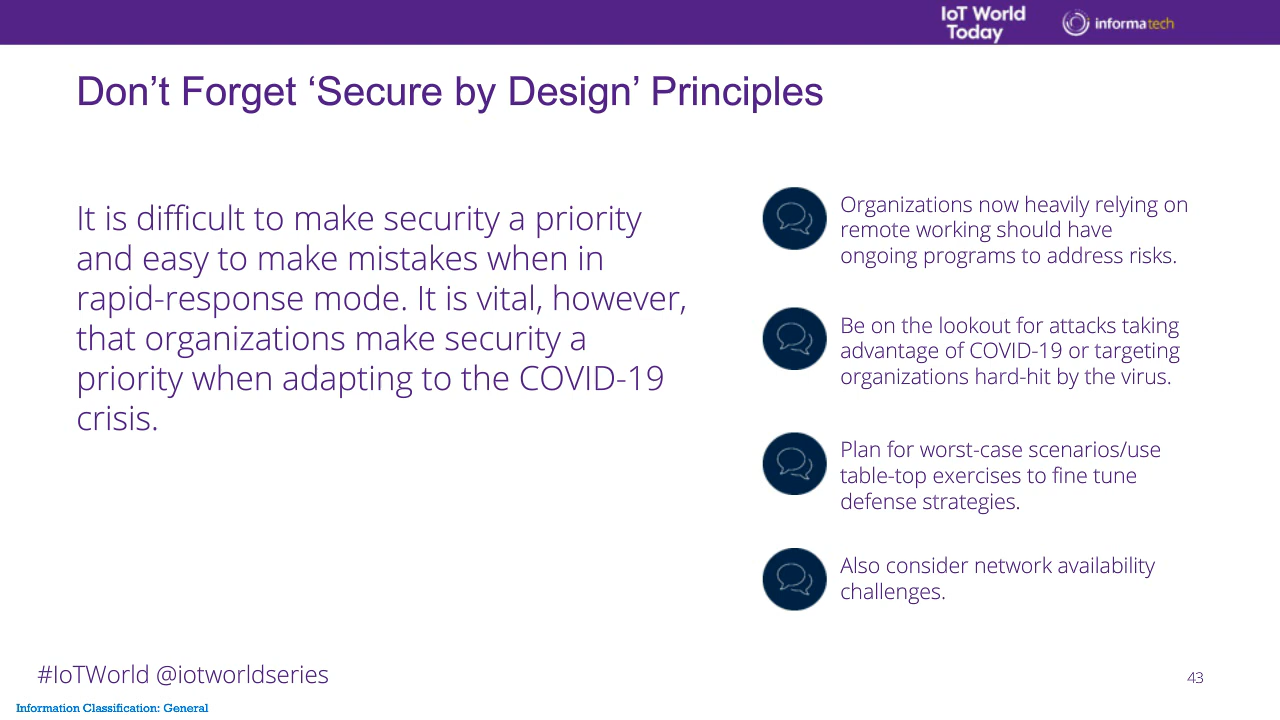 IoT World
Today
informa tech
Don’t Forget ‘Secure by Design’ Principles
It is difficult to make security a priority
and easy to make mistakes when in
rapid-response mode. It is vital, however,
that organizations make security a
priority when adapting to the COVID-19
crisis.
Organizations now heavily relying on
remote working should have
ongoing programs to address risks.
Be on the lookout for attacks taking
advantage of COVID-19 or targeting
organizations hard-hit by the virus.
Plan for worst-case scenarios/use
table-top exercises to fine tune
defense strategies.
Also consider network availability
challenges.
#IoTWorld @iotworldseries
43
Information Classification: General